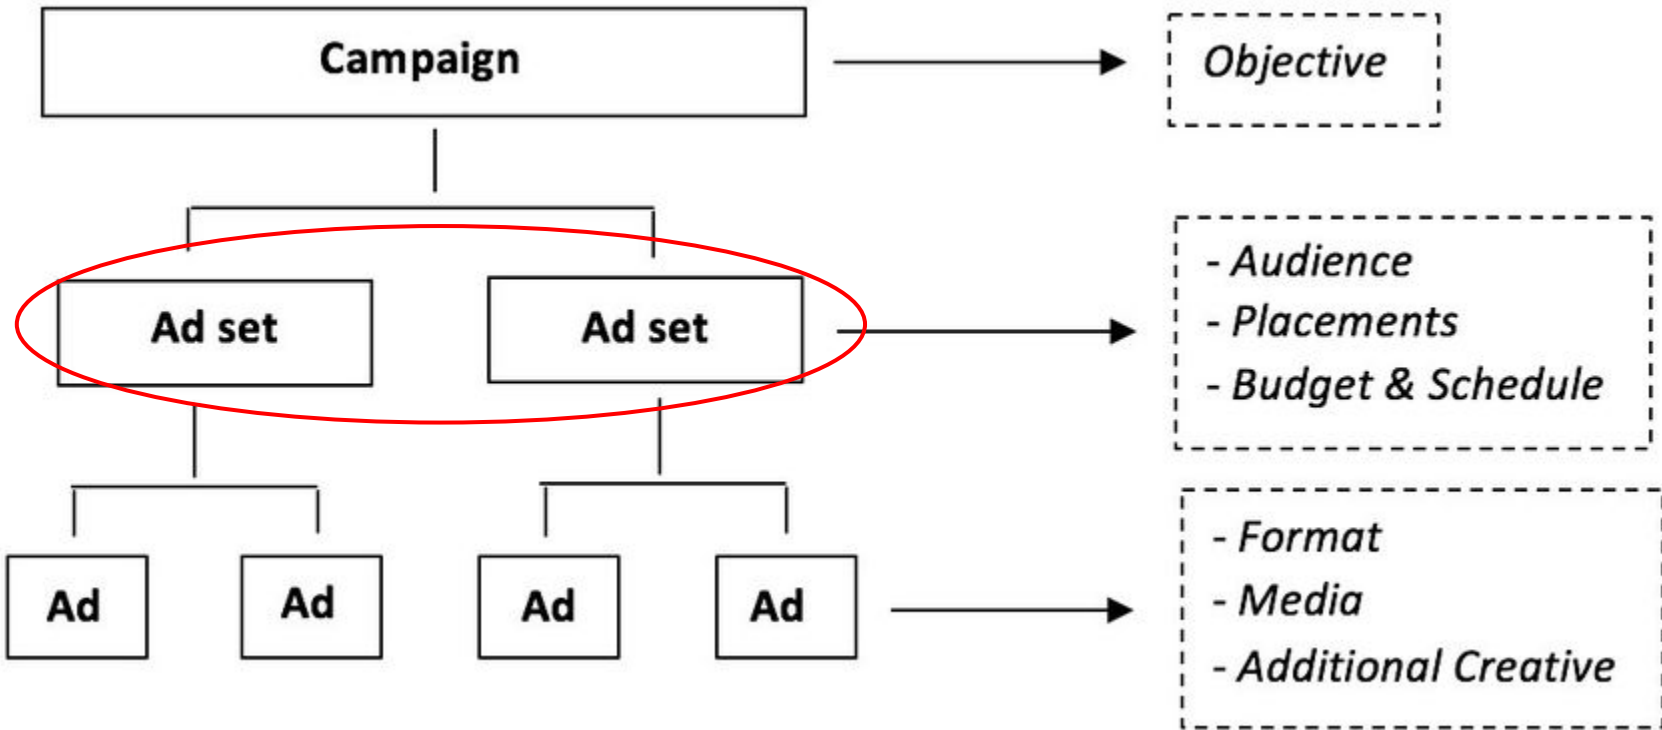 Campaign
Objective
Ad set
Ad set
- Audience
- Placements
- Budget & Schedule
Ad
Ad
Ad
Ad
- Format
- Media
- Additional Creative